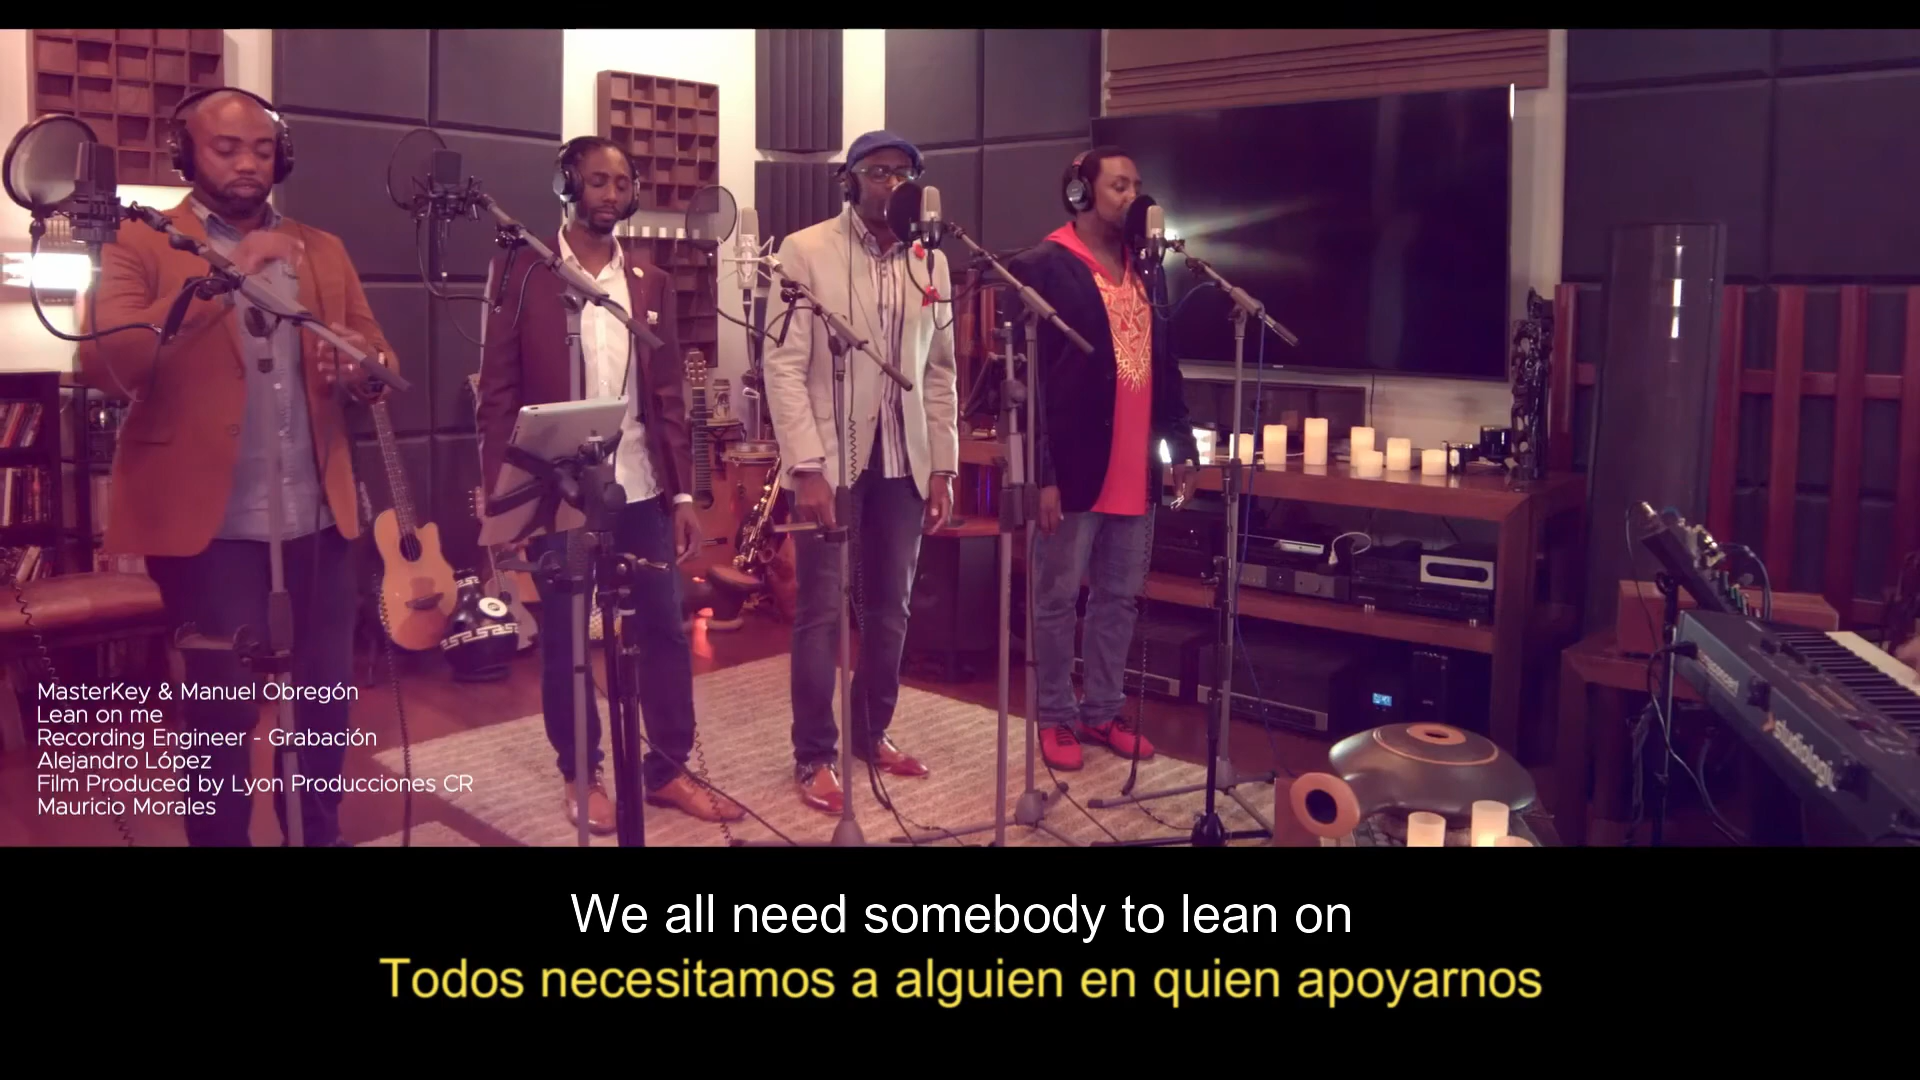 MasterKey & Manuel Obregón
Lean on me
Recording Engineer - Grabación
Alejandro López
Film Produced by Lyon Producciones CR
Mauricio Morales
studiologic
We all need somebody to lean on
Todos necesitamos a alguien en quien apoyarnos